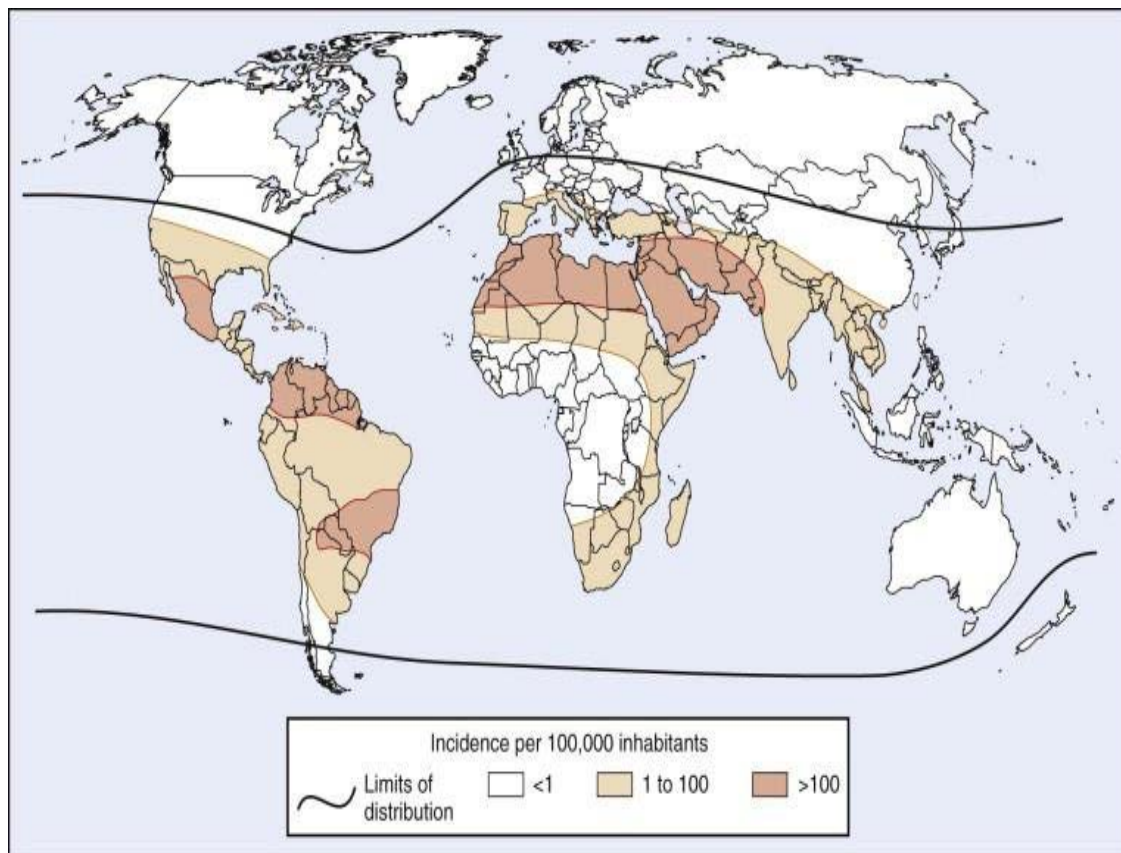 Incidence per 100,000 inhabitants
Limits of
distribution
<1
1 to 100
>100